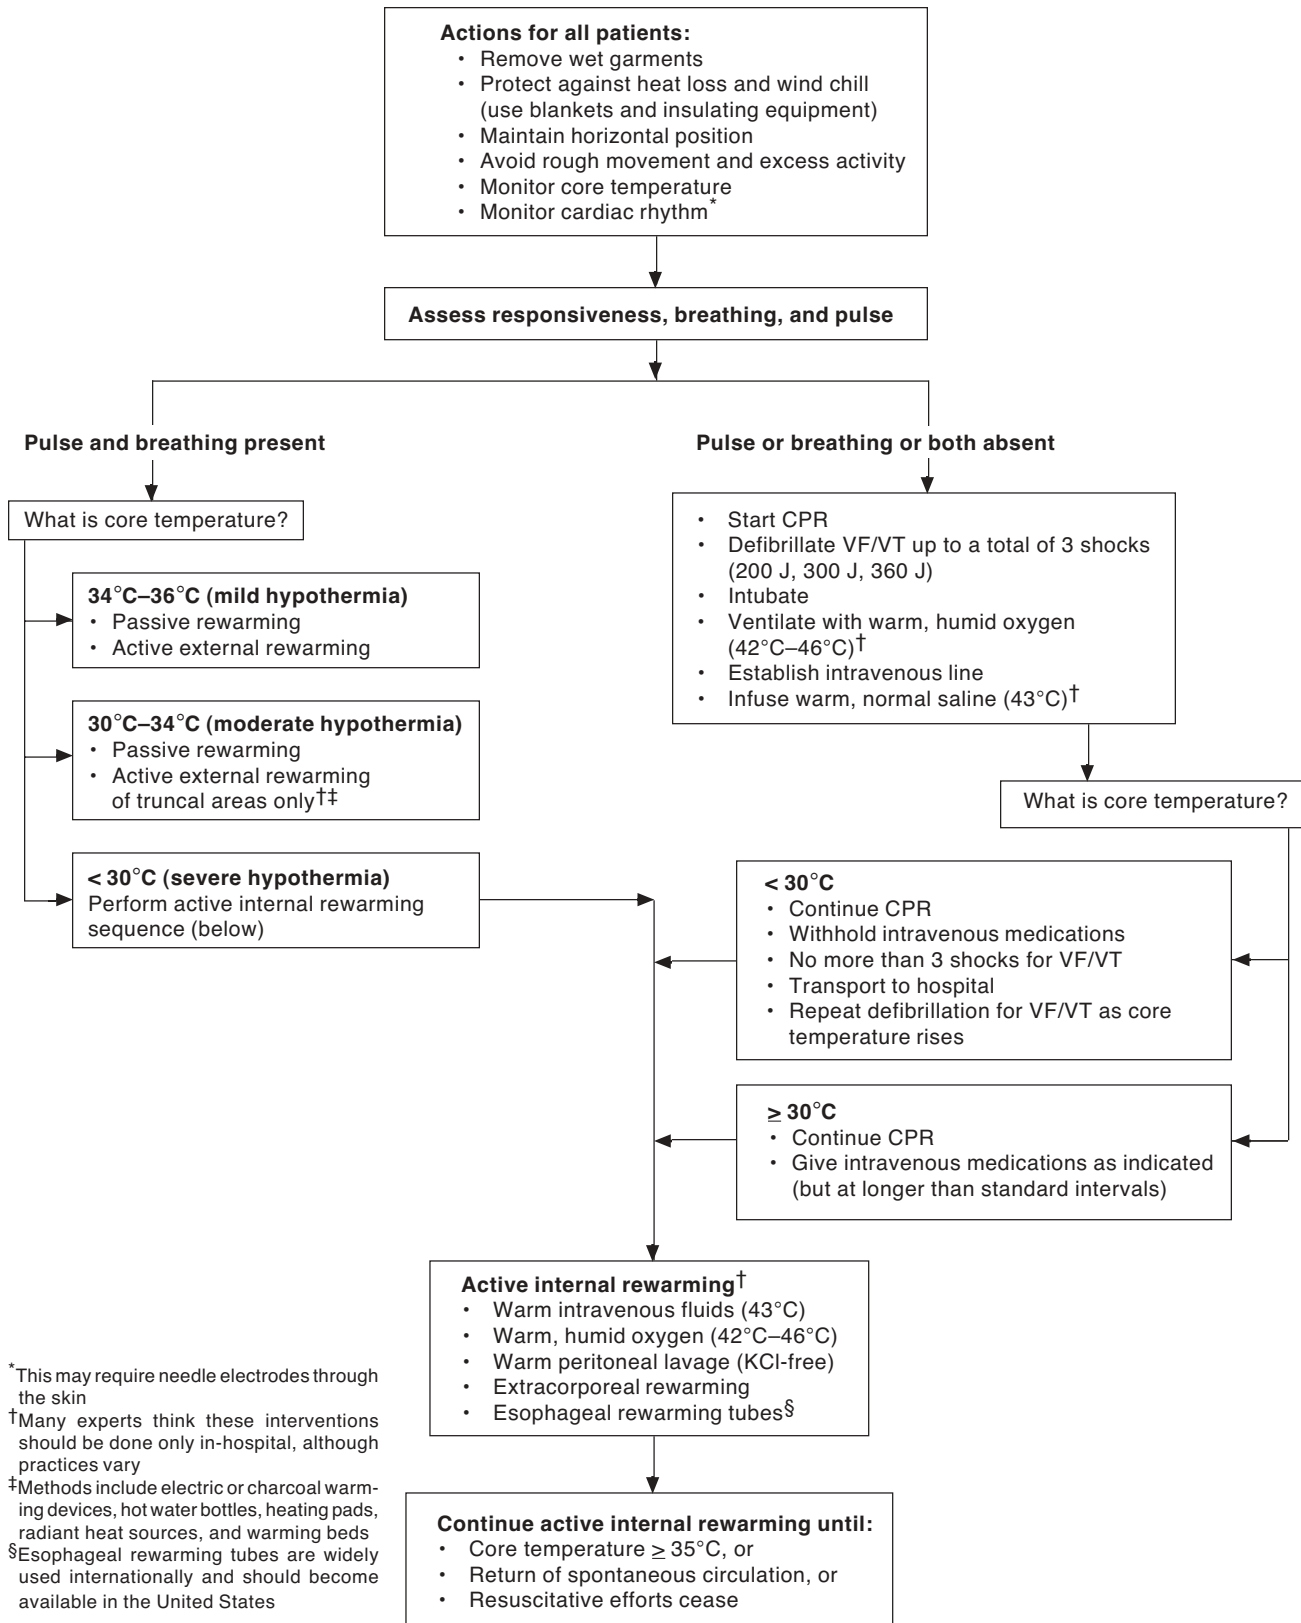 Actions for all patients:
• Remove wet garments
• Protect against heat loss and wind chill
(use blankets and insulating equipment)
• Maintain horizontal position
• Avoid rough movement and excess activity
• Monitor core temperature
• Monitor cardiac rhythm*
Assess responsiveness, breathing, and pulse
Pulse and breathing present
What is core temperature?
34°C–36°C (mild hypothermia)
• Passive rewarming
• Active external rewarming
30°C–34°C (moderate hypothermia)
• Passive rewarming
• Active external rewarming
of truncal areas only†‡
< 30°C (severe hypothermia)
Perform active internal rewarming
sequence (below)
Pulse or breathing or both absent
• Start CPR
• Defibrillate VF/VT up to a total of 3 shocks
(200 J, 300 J, 360 J)
• Intubate
• Ventilate with warm, humid oxygen
(42°C–46°C)†
• Establish intravenous line
• Infuse warm, normal saline (43°C)†
What is core temperature?
< 30°C
• Continue CPR
• Withhold intravenous medications
• No more than 3 shocks for VF/VT
• Transport to hospital
• Repeat defibrillation for VF/VT as core
temperature rises
≥ 30°C
• Continue CPR
• Give intravenous medications as indicated
(but at longer than standard intervals)
Active internal rewarming†
• Warm intravenous fluids (43°C)
• Warm, humid oxygen (42°C–46°C)
• Warm peritoneal lavage (KCl-free)
• Extracorporeal rewarming
• Esophageal rewarming tubes§
Continue active internal rewarming until:
• Core temperature ≥ 35°C, or
• Return of spontaneous circulation, or
• Resuscitative efforts cease
*This may require needle electrodes through
the skin
†Many experts think these interventions
should be done only in-hospital, although
practices vary
‡Methods include electric or charcoal warm-
ing devices, hot water bottles, heating pads,
radiant heat sources, and warming beds
§Esophageal rewarming tubes are widely
used internationally and should become
available in the United States